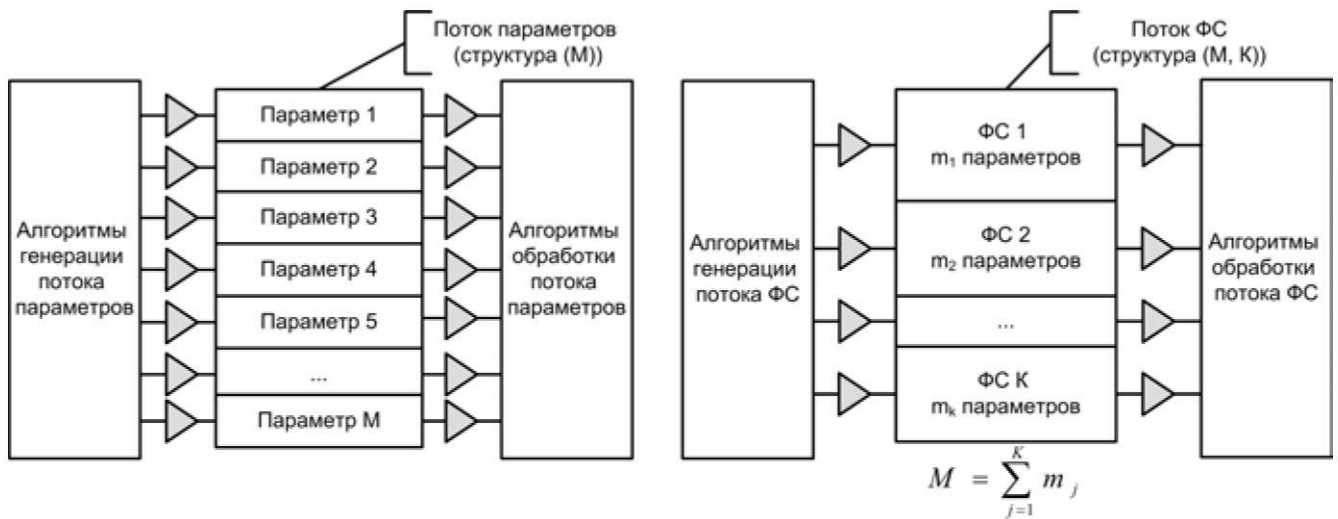 Поток параметров
(структура (М))
Алгоритмы
генерации
потока
параметров
Параметр 1
Параметр 2
Параметр 3
Параметр 4
Параметр 5
...
Параметр М
Алгоритмы
обработки
потока
параметров
Поток ФС
(структура (М, К))
Алгоритмы
генерации
потока ФС
ФС 1
m₁ параметров
ФС 2
m₂ параметров
...
ФС К
mₖ параметров
Алгоритмы
обработки
потока ФС
M = ∑_{j=1}^{K} m_j